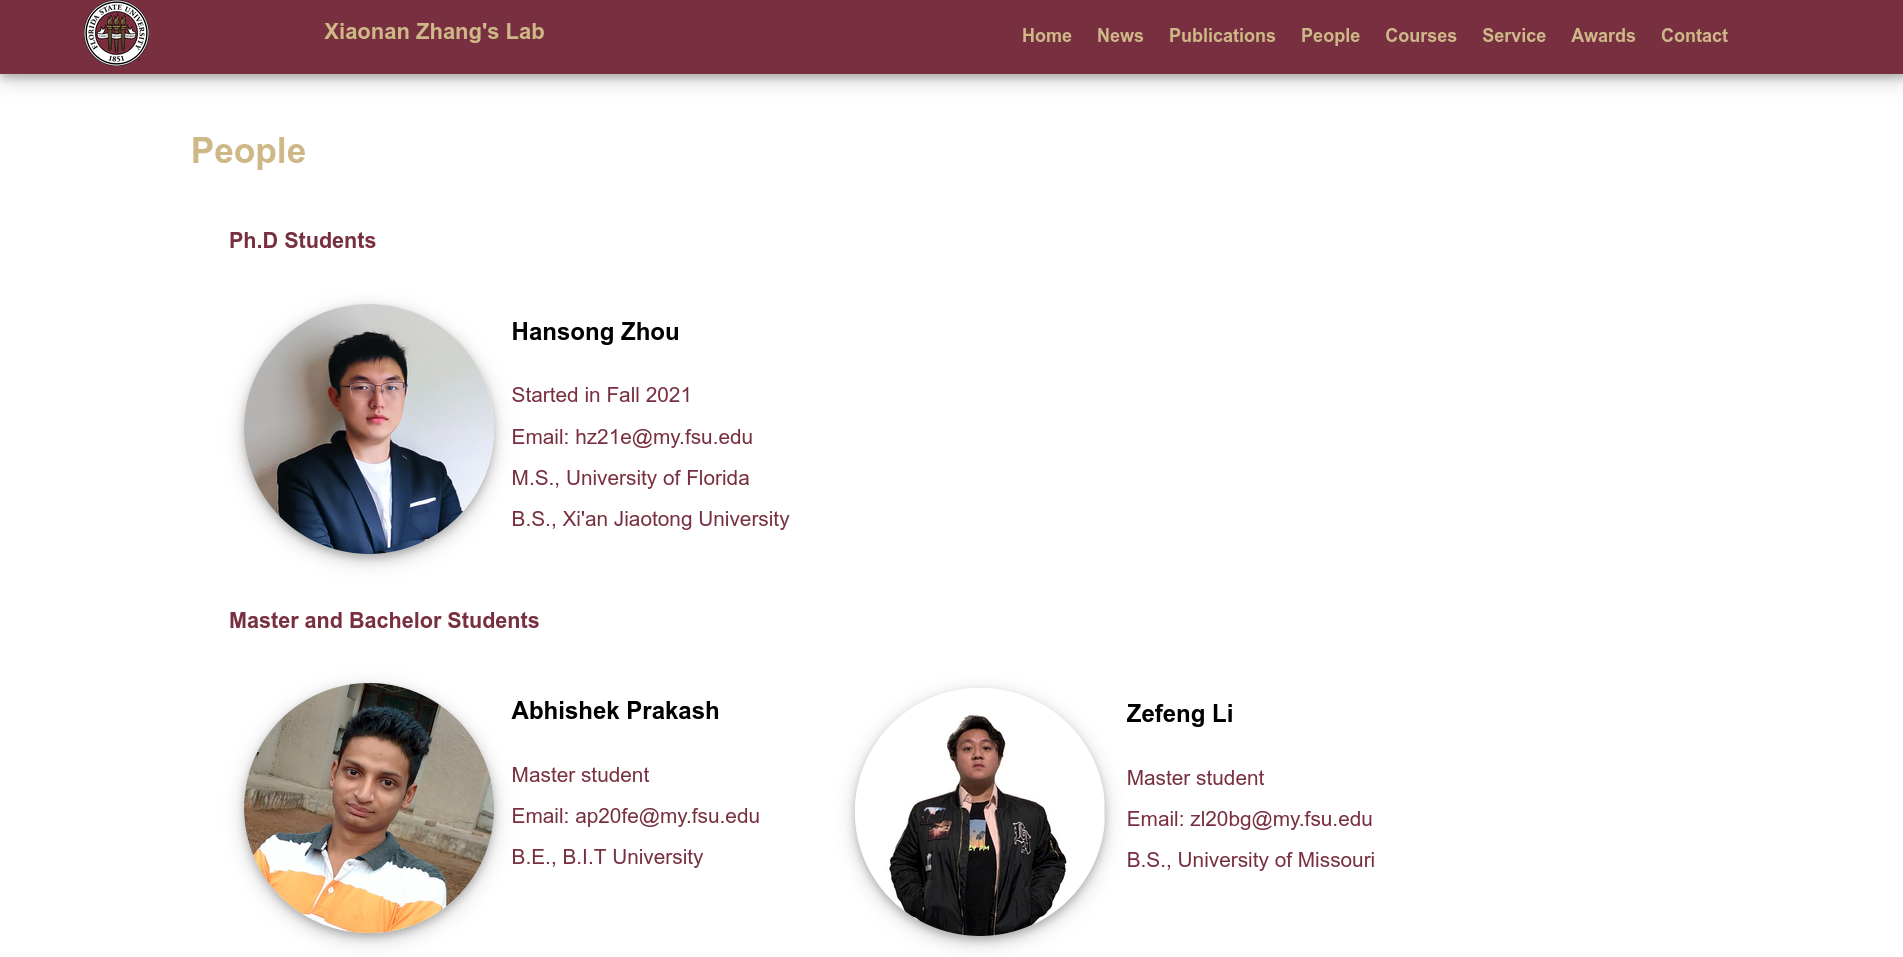 FLORIDA STATE UNIVERSITY
1851
Xiaonan Zhang's Lab
Home News Publications People Courses Service Awards Contact
People
Ph.D Students
Hansong Zhou
Started in Fall 2021
Email: hz21e@my.fsu.edu
M.S., University of Florida
B.S., Xi'an Jiaotong University
Master and Bachelor Students
Abhishek Prakash
Master student
Email: ap20fe@my.fsu.edu
B.E., B.I.T University
Zefeng Li
Master student
Email: zl20bg@my.fsu.edu
B.S., University of Missouri